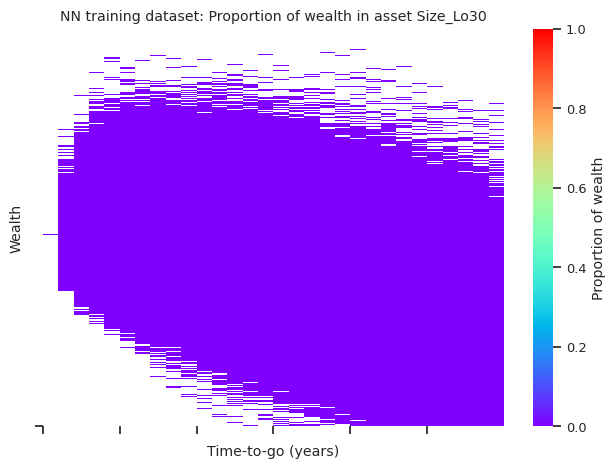 NN training dataset: Proportion of wealth in asset Size_Lo30
1.0
0.8
0.6
0.4
0.2
0.0
Proportion of wealth
Wealth
Time-to-go (years)